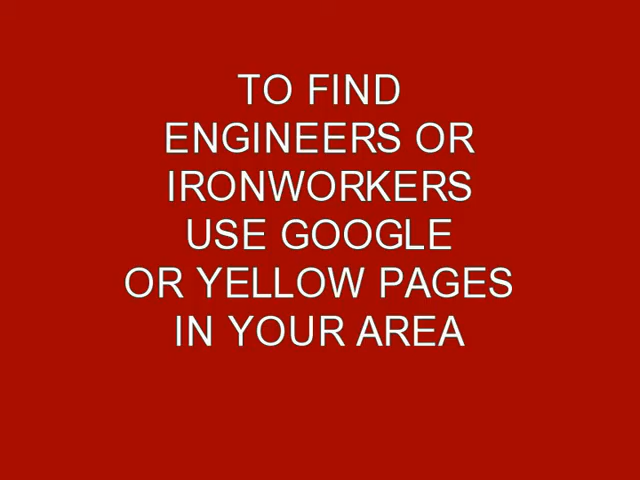 TO FIND
ENGINEERS OR
IRONWORKERS
USE GOOGLE
OR YELLOW PAGES
IN YOUR AREA